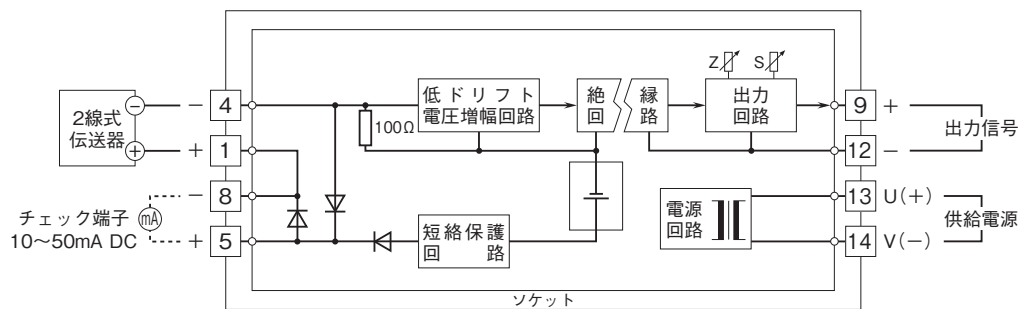 2線式
伝送器
−
+
−
+
4
1
−
+
8
5
チェック端子
10〜50mA DC
mA
−
+
100Ω
低ドリフト
電圧増幅回路
絶縁
回路
Z
S
出力
回路
短絡保護
回路
電源
回路
9
+
12
−
出力信号
13
U(+)
14
V(−)
供給電源
ソケット